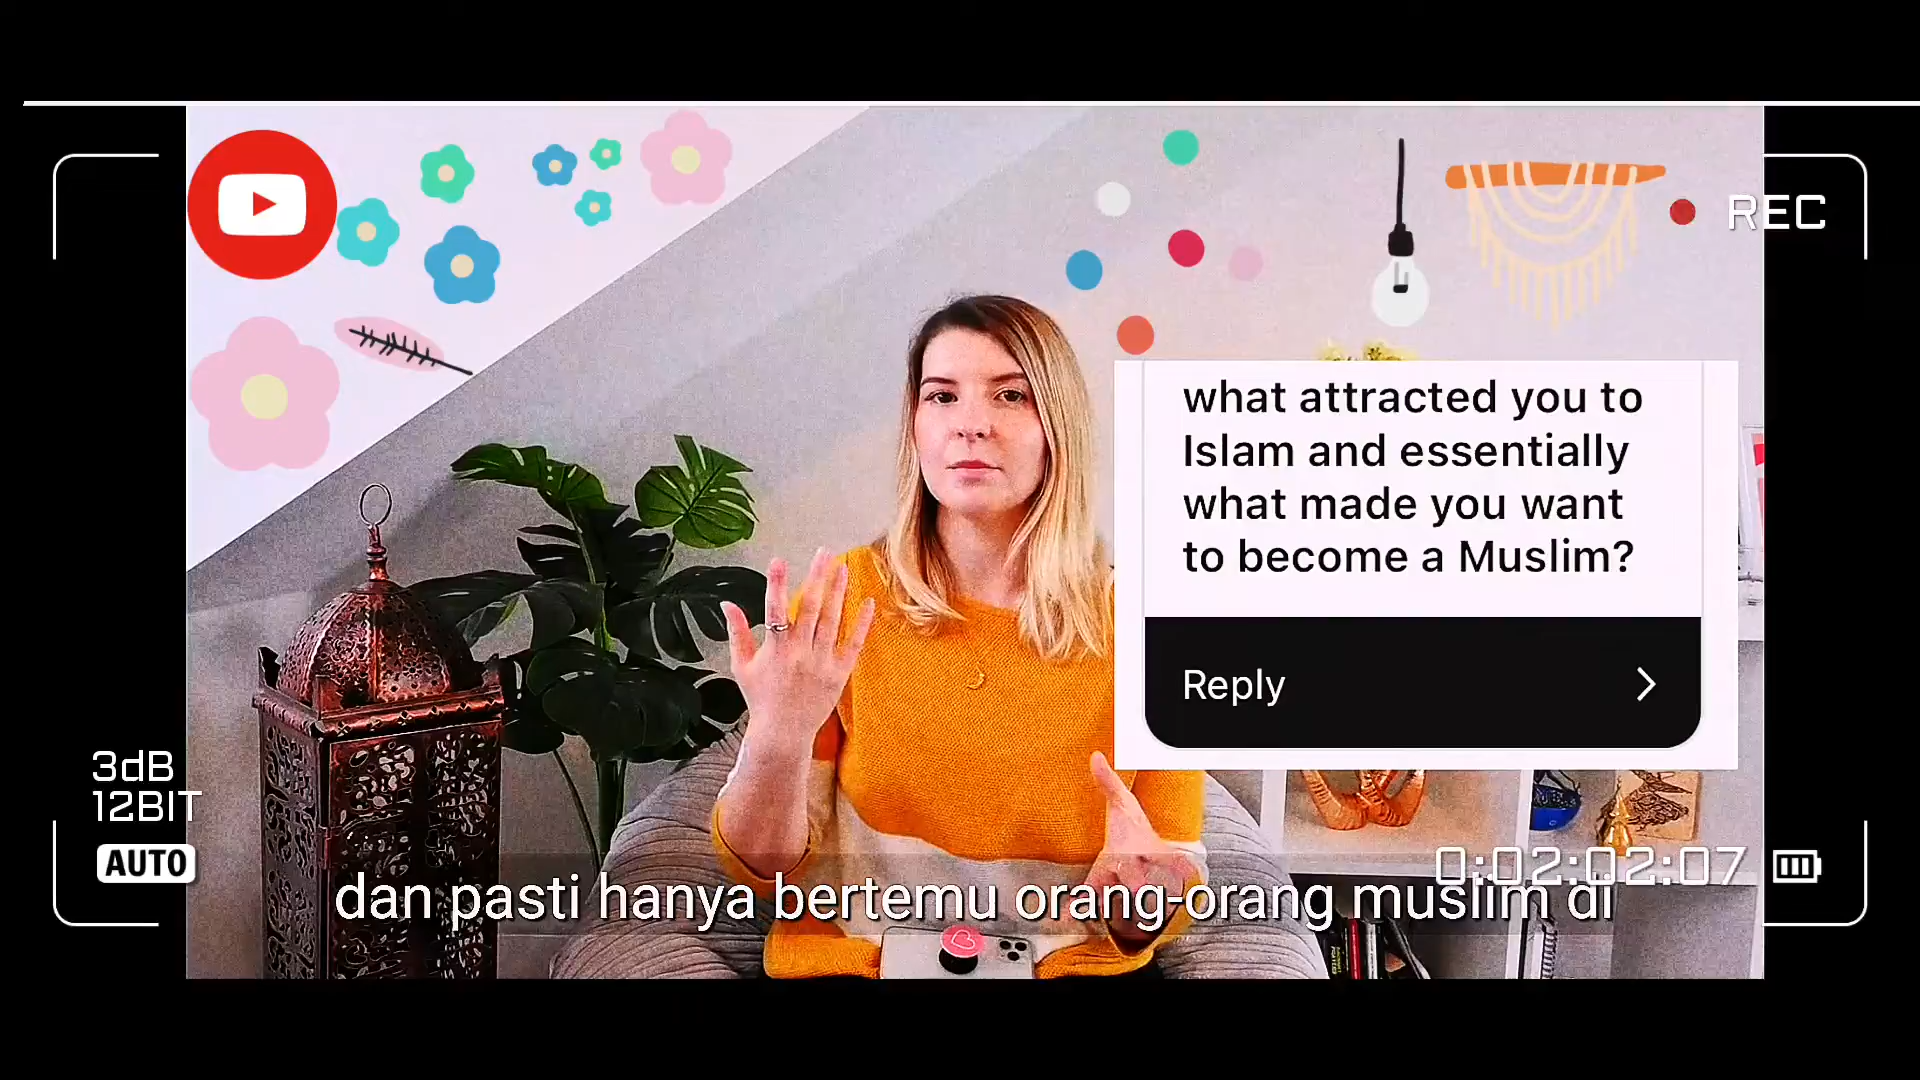 REC
what attracted you to
Islam and essentially
what made you want
to become a Muslim?
Reply
3dB
12BIT
AUTO
0:02:02:07
dan pasti hanya bertemu orang-orang muslim di